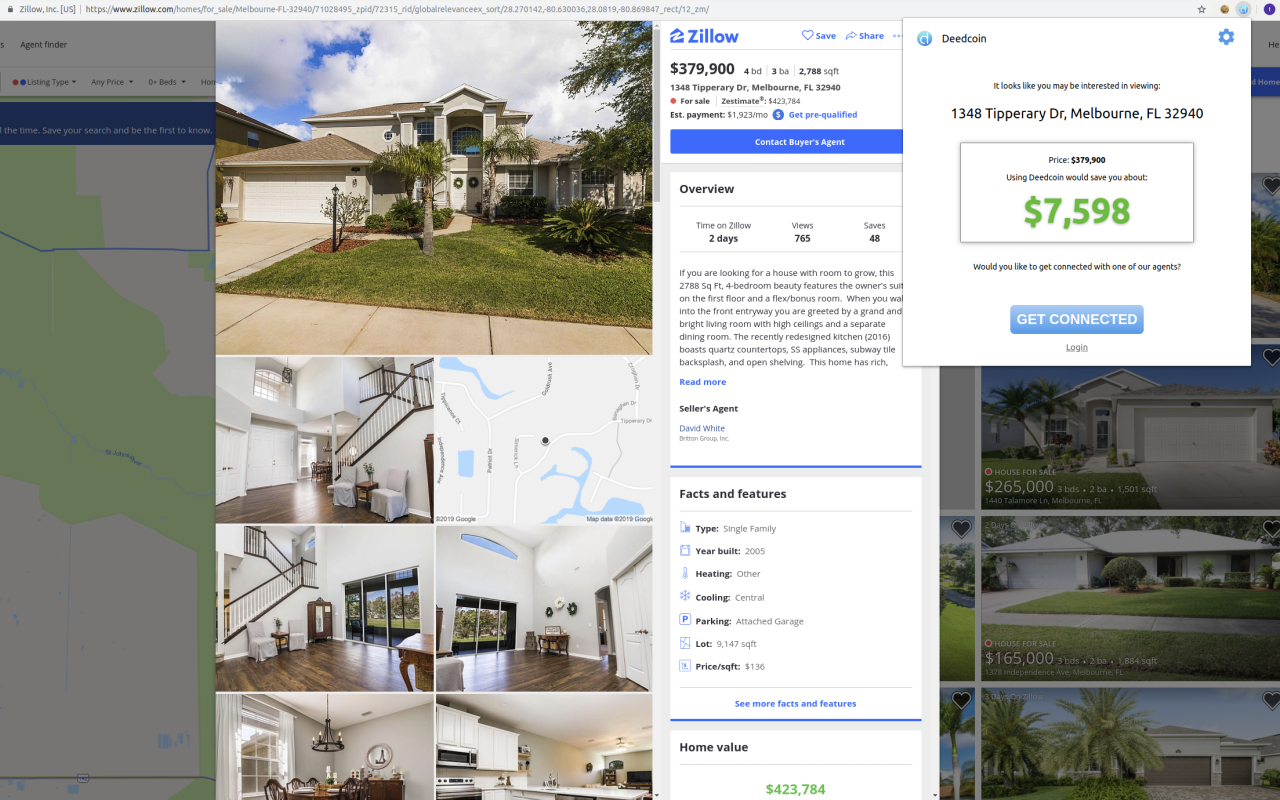 Zillow, Inc. [US] | https://www.zillow.com/homes/for_sale/Melbourne-FL-32940/71028495_zpid/72315_rid/globalrelevanceex_sort/28.270142,-80.630036,28.0819,-80.869847_rect/12_zm/
Agent finder
Listing Type
Any Price
0+ Beds
the time. Save your search and be the first to know.
©2019 Google
Map data ©2019 Google
Tippicanoe Ct
Independence Ave
Patriot Dr
Simerick Ln
Goldrush Ave
Creighan Dr
Tipperary Dr
Zillow
Save
Share
$379,900 4 bd 3 ba 2,788 sqft
1348 Tipperary Dr, Melbourne, FL 32940
For sale Zestimate®: $423,784
Est. payment: $1,923/mo $ Get pre-qualified
Contact Buyer's Agent
Overview
Time on Zillow Views Saves
2 days 765 48
If you are looking for a house with room to grow, this
2788 Sq Ft, 4-bedroom beauty features the owner's suit
on the first floor and a flex/bonus room. When you wal
into the front entryway you are greeted by a grand and
bright living room with high ceilings and a separate
dining room. The recently redesigned kitchen (2016)
boasts quartz countertops, SS appliances, subway tile
backsplash, and open shelving. This home has rich,
Read more
Seller's Agent
David White
Britton Group, Inc.
Facts and features
Type: Single Family
Year built: 2005
Heating: Other
Cooling: Central
P Parking: Attached Garage
Lot: 9,147 sqft
Price/sqft: $136
See more facts and features
Home value
$423,784
Deedcoin
It looks like you may be interested in viewing:
1348 Tipperary Dr, Melbourne, FL 32940
Price: $379,900
Using Deedcoin would save you about:
$7,598
Would you like to get connected with one of our agents?
GET CONNECTED
Login
HOUSE FOR SALE
$265,000 3 bds • 2 ba • 1,501 sqft
1440 Talamore Ln, Melbourne, FL
HOUSE FOR SALE
$165,000 3 bds • 2 ba • 1,884 sqft
1378 Independence Ave, Melbourne, FL
3 Days On Zillow